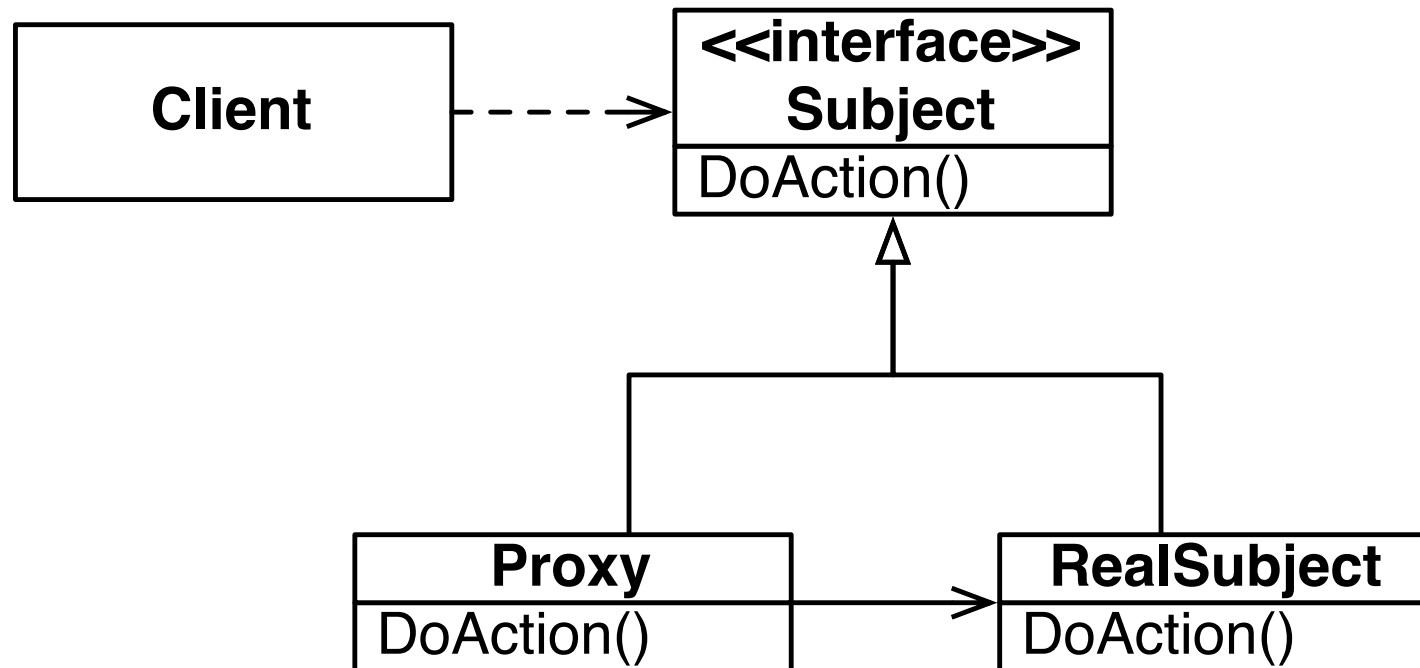 Client
<<interface>>
Subject
DoAction()
Proxy
DoAction()
RealSubject
DoAction()